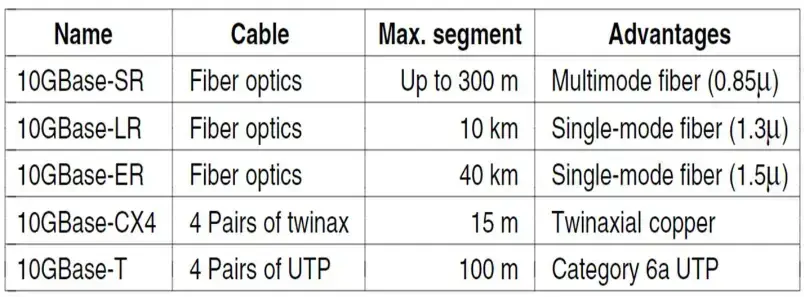 Name Cable Max. segment Advantages
10GBase-SR Fiber optics Up to 300 m Multimode fiber (0.85μ)
10GBase-LR Fiber optics 10 km Single-mode fiber (1.3μ)
10GBase-ER Fiber optics 40 km Single-mode fiber (1.5μ)
10GBase-CX4 4 Pairs of twinax 15 m Twinaxial copper
10GBase-T 4 Pairs of UTP 100 m Category 6a UTP